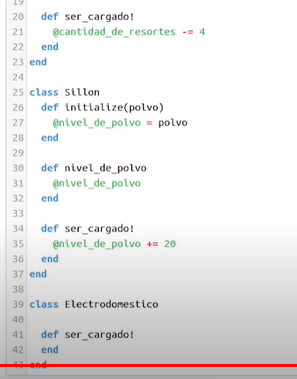 19
20 def ser_cargado!
21 @cantidad_de_resortes -= 4
22 end
23 end
24
25 class Sillon
26 def initialize(polvo)
27 @nivel_de_polvo = polvo
28 end
29
30 def nivel_de_polvo
31 @nivel_de_polvo
32 end
33
34 def ser_cargado!
35 @nivel_de_polvo += 20
36 end
37 end
38
39 class Electrodomestico
40
41 def ser_cargado!
42 end
43 end